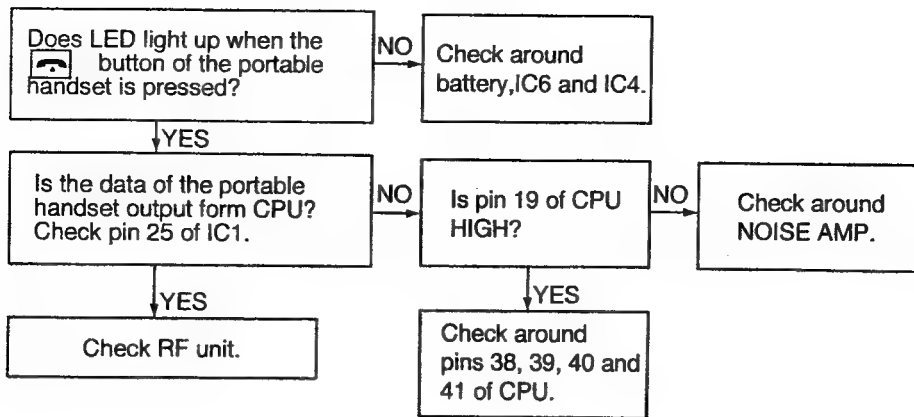 Does LED light up when the
button of the portable
handset is pressed?
NO
Check around
battery,IC6 and IC4.
YES
Is the data of the portable
handset output form CPU?
Check pin 25 of IC1.
NO
Is pin 19 of CPU
HIGH?
NO
Check around
NOISE AMP.
YES
Check RF unit.
YES
Check around
pins 38, 39, 40 and
41 of CPU.